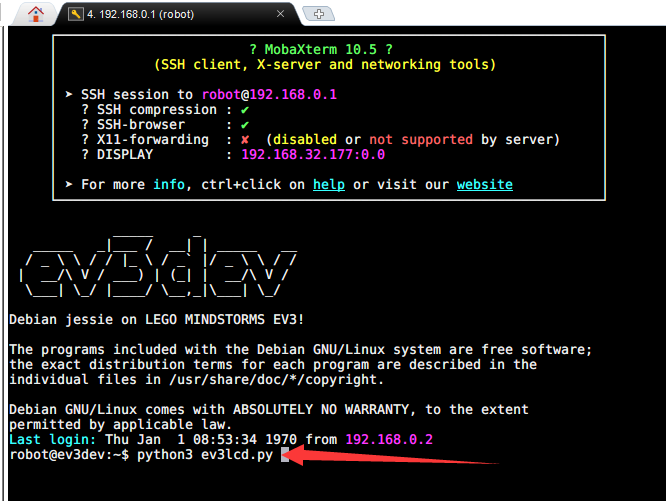 4. 192.168.0.1 (robot)
? MobaXterm 10.5 ?
(SSH client, X-server and networking tools)
➤ SSH session to robot@192.168.0.1
? SSH compression : ✔
? SSH-browser     : ✔
? X11-forwarding  : ✘  (disabled or not supported by server)
? DISPLAY         : 192.168.32.177:0.0
➤ For more info, ctrl+click on help or visit our website
ev3dev
Debian jessie on LEGO MINDSTORMS EV3!
The programs included with the Debian GNU/Linux system are free software;
the exact distribution terms for each program are described in the
individual files in /usr/share/doc/*/copyright.
Debian GNU/Linux comes with ABSOLUTELY NO WARRANTY, to the extent
permitted by applicable law.
Last login: Thu Jan  1 08:53:34 1970 from 192.168.0.2
robot@ev3dev:~$ python3 ev3lcd.py